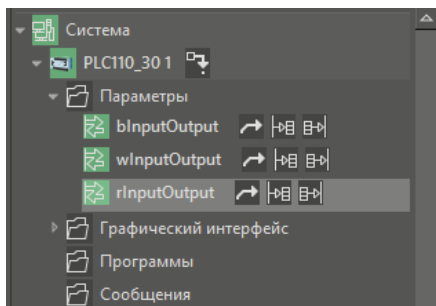 Система
PLC110_30 1
Параметры
bInputOutput
wInputOutput
rInputOutput
Графический интерфейс
Программы
Сообщения